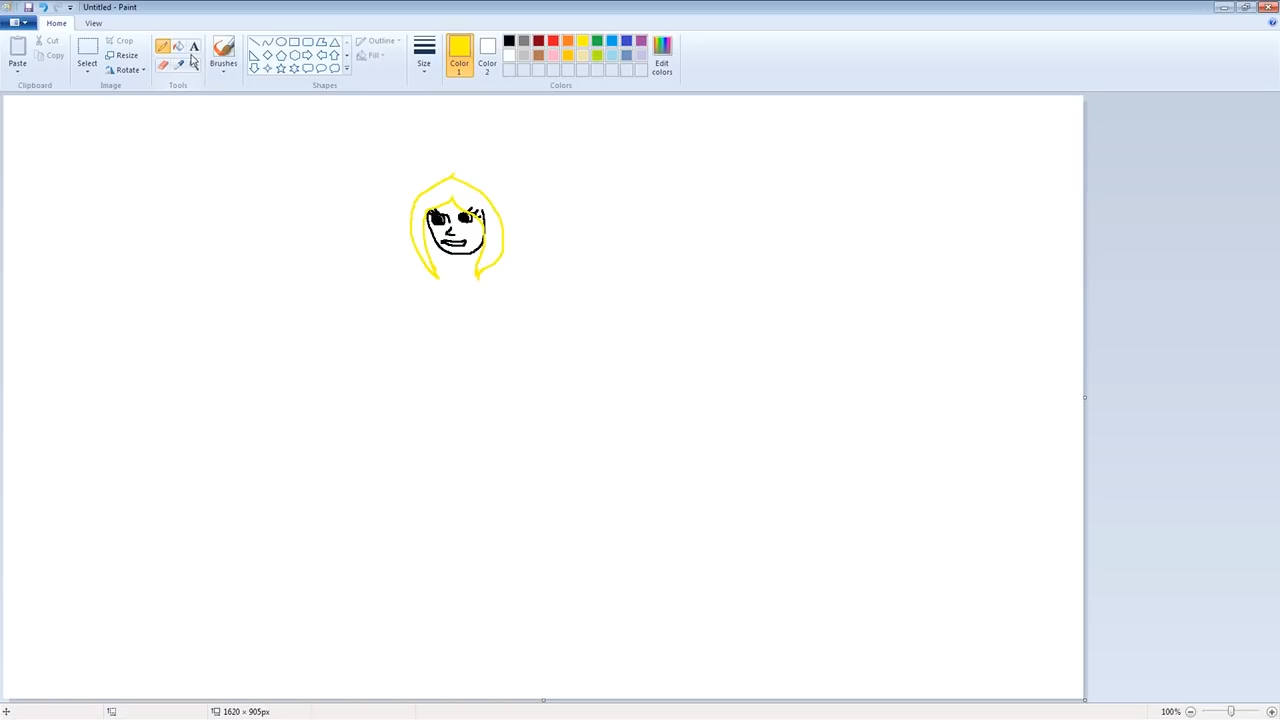 Untitled - Paint
Home View
Paste
Cut
Copy
Clipboard
Select
Crop
Resize
Rotate
Image
A
Tools
Brushes
Shapes
Outline
Fill
Size
Color 1
Color 2
Edit colors
Colors
1620 × 905px
100%